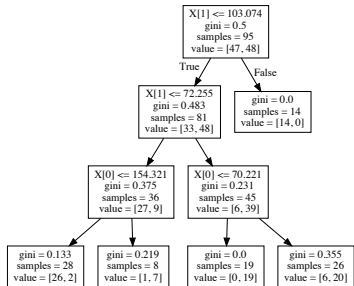 X[1] <= 103.074
gini = 0.5
samples = 95
value = [47, 48]
True
False
X[1] <= 72.255
gini = 0.483
samples = 81
value = [33, 48]
gini = 0.0
samples = 14
value = [14, 0]
X[0] <= 154.321
gini = 0.375
samples = 36
value = [27, 9]
X[0] <= 70.221
gini = 0.231
samples = 45
value = [6, 39]
gini = 0.133
samples = 28
value = [26, 2]
gini = 0.219
samples = 8
value = [1, 7]
gini = 0.0
samples = 19
value = [0, 19]
gini = 0.355
samples = 26
value = [6, 20]